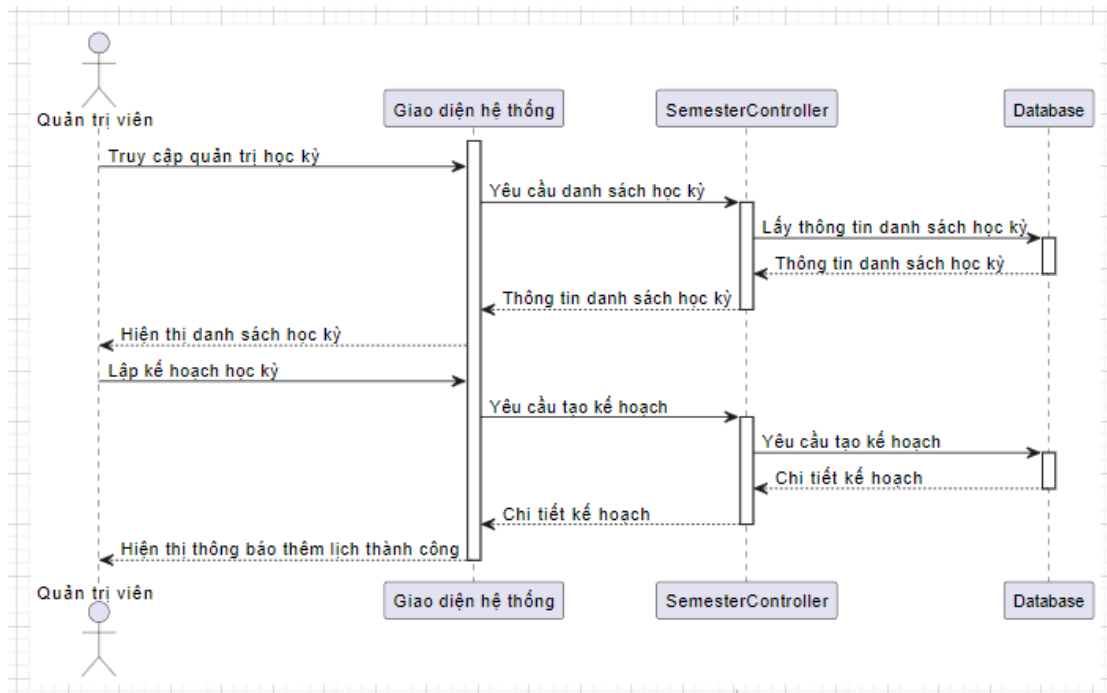 Quản trị viên
Giao diện hệ thống
SemesterController
Database
Truy cập quản trị học kỳ
Yêu cầu danh sách học kỳ
Lấy thông tin danh sách học kỳ
Thông tin danh sách học kỳ
Thông tin danh sách học kỳ
Hiện thị danh sách học kỳ
Lập kế hoạch học kỳ
Yêu cầu tạo kế hoạch
Yêu cầu tạo kế hoạch
Chi tiết kế hoạch
Chi tiết kế hoạch
Hiện thị thông báo thêm lịch thành công
Quản trị viên
Giao diện hệ thống
SemesterController
Database